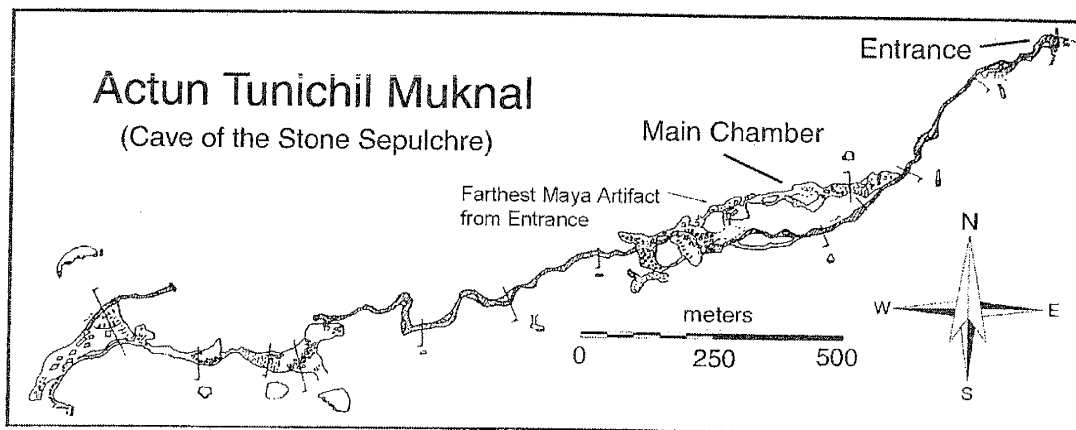 Actun Tunichil Muknal
(Cave of the Stone Sepulchre)
Entrance
Main Chamber
Farthest Maya Artifact
from Entrance
N
W
E
S
meters
0 250 500